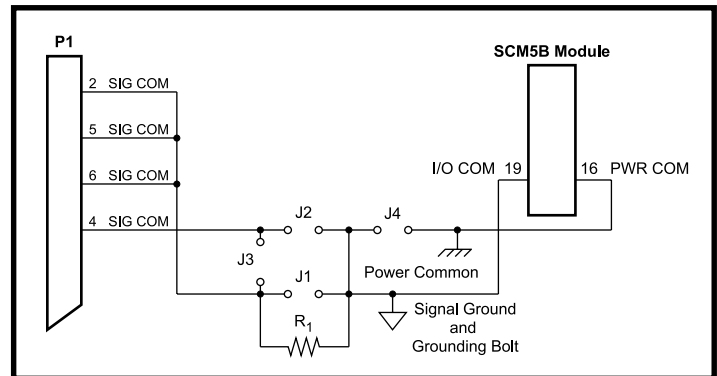 P1
SCM5B Module
2 SIG COM
5 SIG COM
6 SIG COM
4 SIG COM
I/O COM 19
16 PWR COM
J2
J4
J3
J1
Power Common
R1
Signal Ground
and
Grounding Bolt